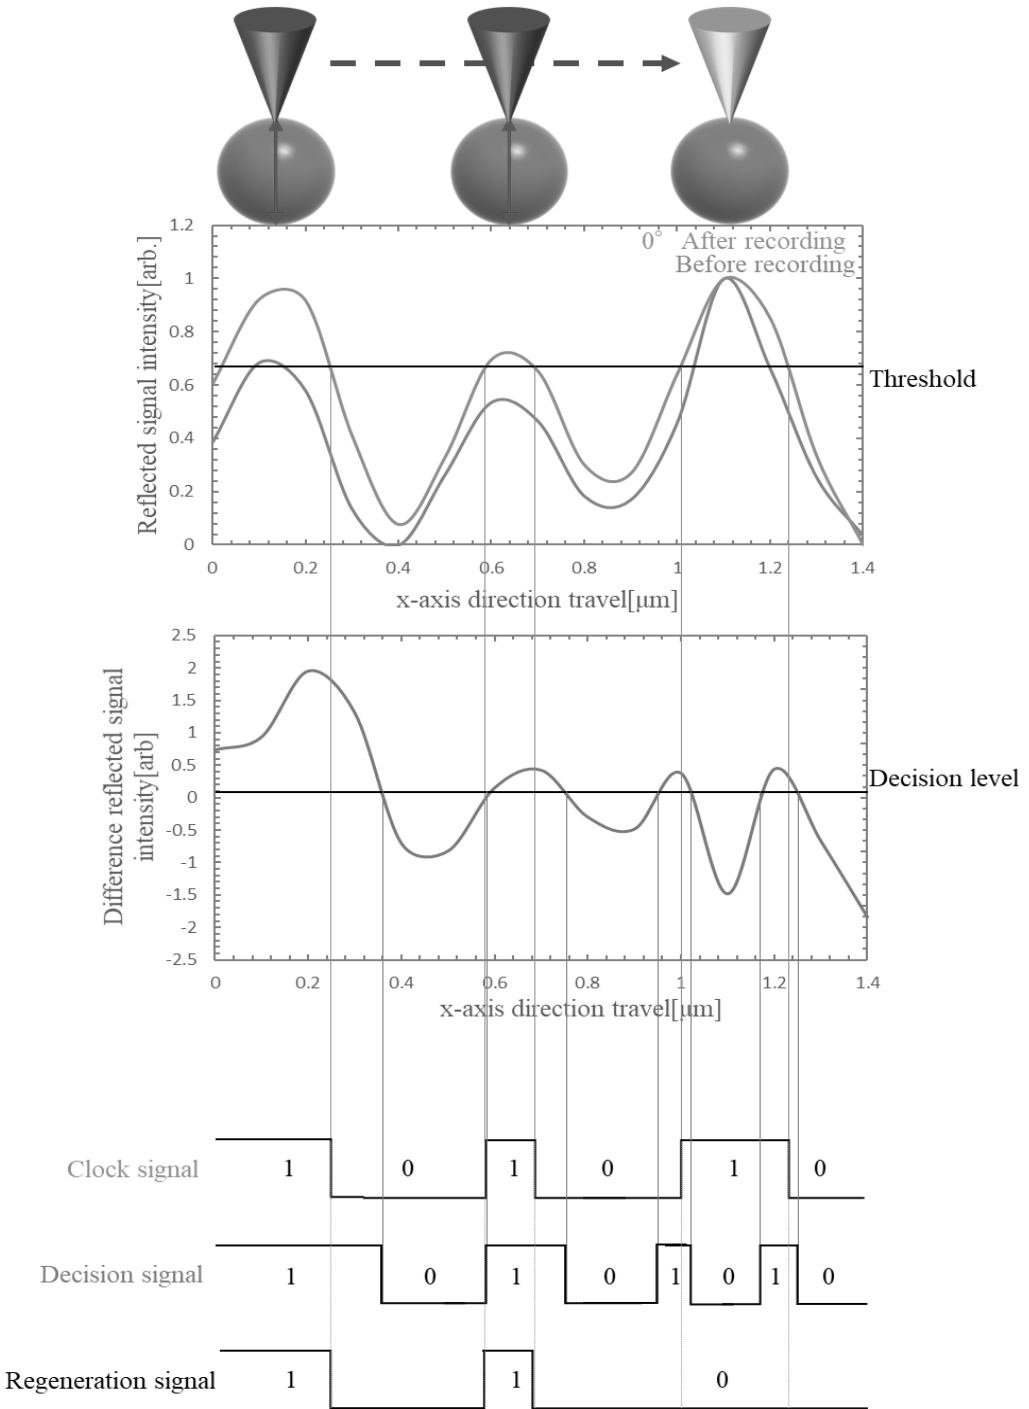 0° After recording
Before recording
Reflected signal intensity[arb.]
1.2
1
0.8
0.6
0.4
0.2
0
Threshold
0 0.2 0.4 0.6 0.8 1 1.2 1.4
x-axis direction travel[μm]
Difference reflected signal
intensity[arb]
2.5
2
1.5
1
0.5
0
-0.5
-1
-1.5
-2
-2.5
Decision level
0 0.2 0.4 0.6 0.8 1 1.2 1.4
x-axis direction travel[μm]
Clock signal 1 0 1 0 1 0
Decision signal 1 0 1 0 1 0 1 0
Regeneration signal 1 1 0